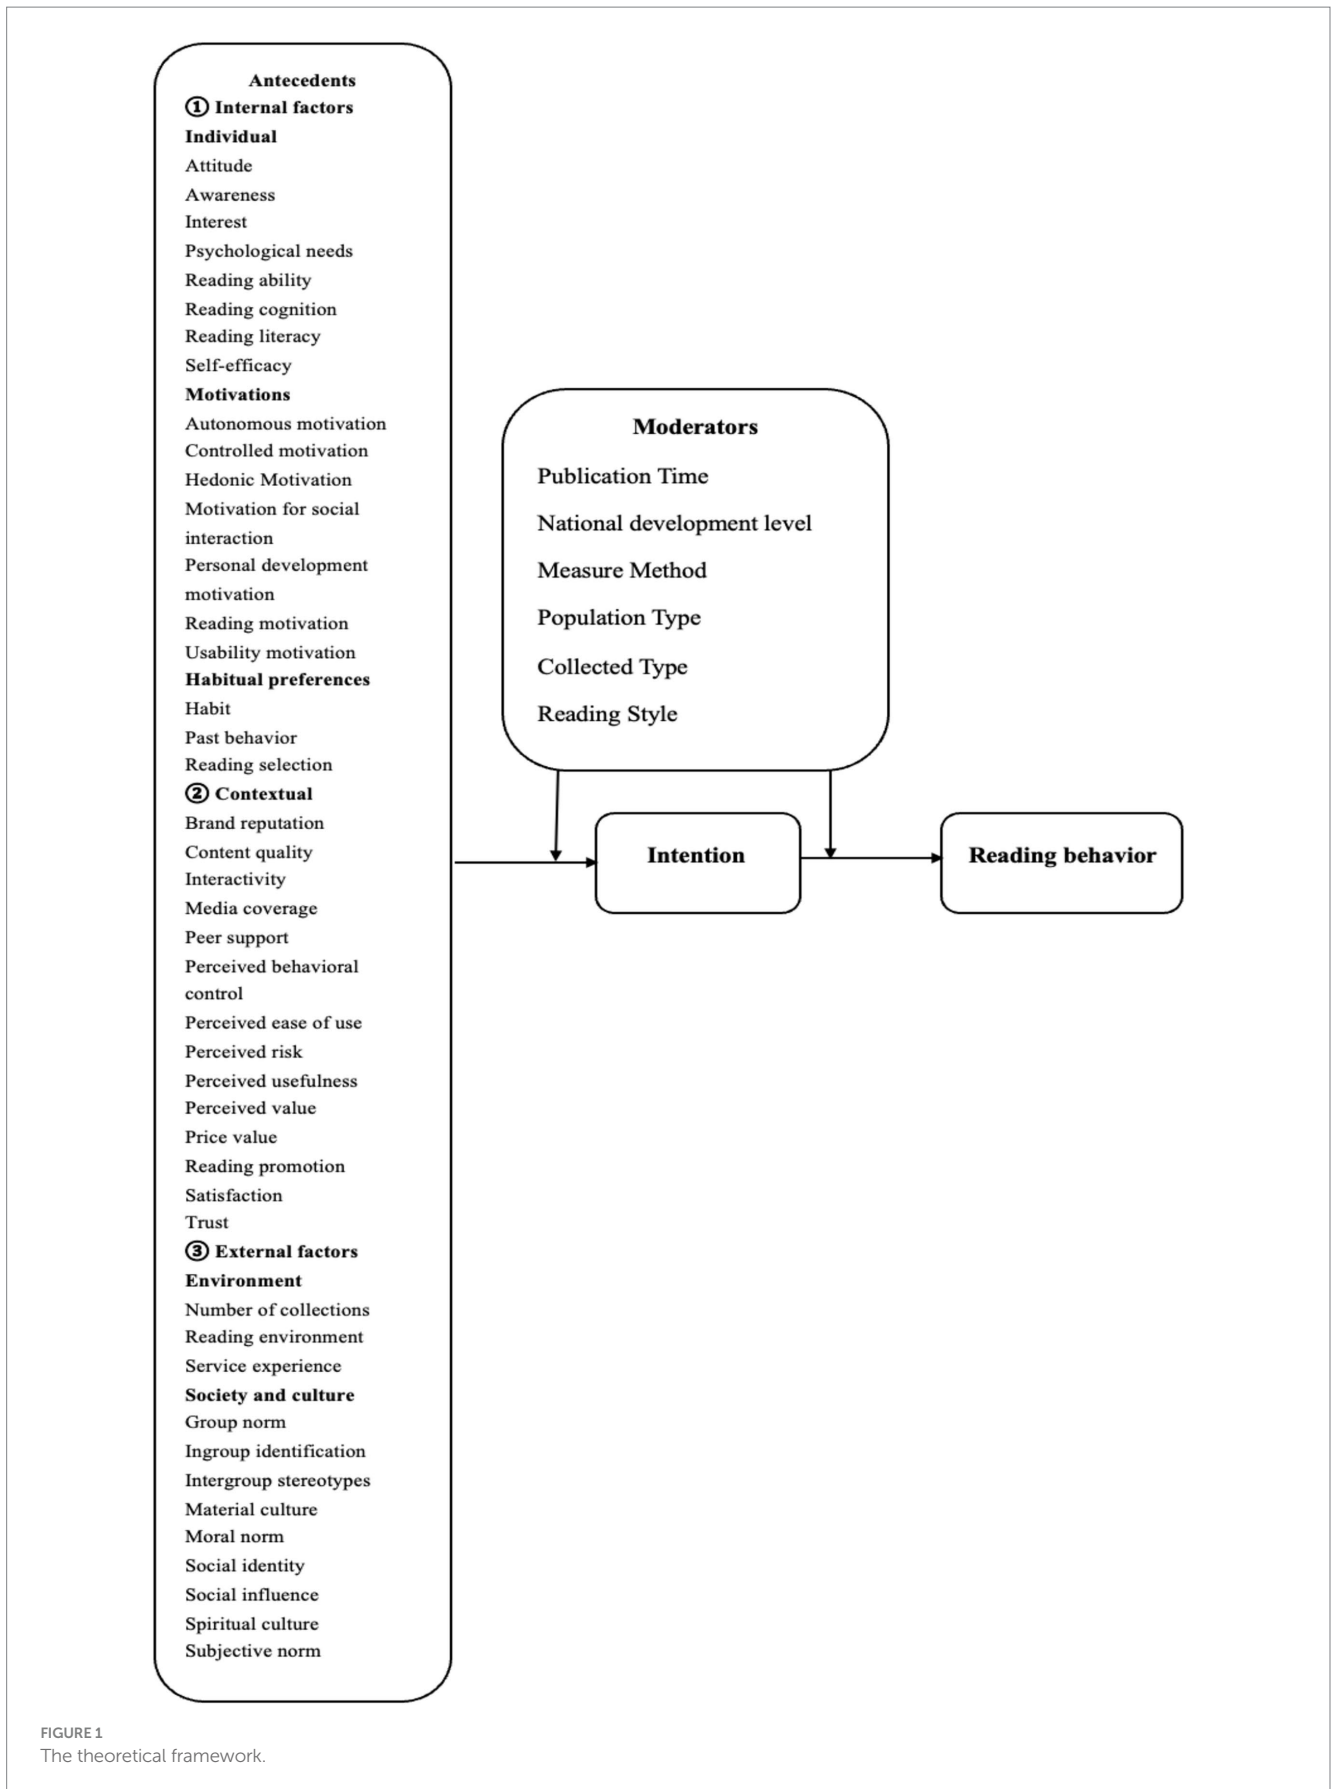 Antecedents
① Internal factors
Individual
Attitude
Awareness
Interest
Psychological needs
Reading ability
Reading cognition
Reading literacy
Self-efficacy
Motivations
Autonomous motivation
Controlled motivation
Hedonic Motivation
Motivation for social
interaction
Personal development
motivation
Reading motivation
Usability motivation
Habitual preferences
Habit
Past behavior
Reading selection
② Contextual
Brand reputation
Content quality
Interactivity
Media coverage
Peer support
Perceived behavioral
control
Perceived ease of use
Perceived risk
Perceived usefulness
Perceived value
Price value
Reading promotion
Satisfaction
Trust
③ External factors
Environment
Number of collections
Reading environment
Service experience
Society and culture
Group norm
Ingroup identification
Intergroup stereotypes
Material culture
Moral norm
Social identity
Social influence
Spiritual culture
Subjective norm
Moderators
Publication Time
National development level
Measure Method
Population Type
Collected Type
Reading Style
Intention
Reading behavior
FIGURE 1
The theoretical framework.